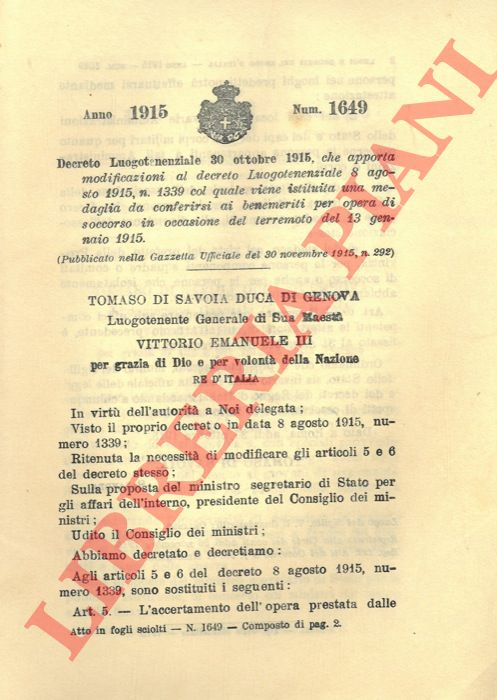 Anno 1915 Num. 1649
Decreto Luogotenenziale 30 ottobre 1915, che apporta
modificazioni al decreto Luogotenenziale 8 ago-
sto 1915, n. 1339 col quale viene istituita una me-
daglia da conferirsi ai benemeriti per opera di
soccorso in occasione del terremoto del 13 gen-
naio 1915.
(Pubblicato nella Gazzetta Ufficiale del 30 novembre 1915, n. 292)
TOMASO DI SAVOIA DUCA DI GENOVA
Luogotenente Generale di Sua Maestà
VITTORIO EMANUELE III
per grazia di Dio e per volontà della Nazione
RE D'ITALIA
In virtù dell'autorità a Noi delegata;
Visto il proprio decreto in data 8 agosto 1915, nu-
mero 1339;
Ritenuta la necessità di modificare gli articoli 5 e 6
del decreto stesso;
Sulla proposta del ministro segretario di Stato per
gli affari dell'interno, presidente del Consiglio dei mi-
nistri;
Udito il Consiglio dei ministri;
Abbiamo decretato e decretiamo:
Agli articoli 5 e 6 del decreto 8 agosto 1915, nu-
mero 1339, sono sostituiti i seguenti:
Art. 5. — L'accertamento dell'opera prestata dalle
Atto in fogli sciolti — N. 1649 — Composto di pag. 2.
LIBRERIA PIANI